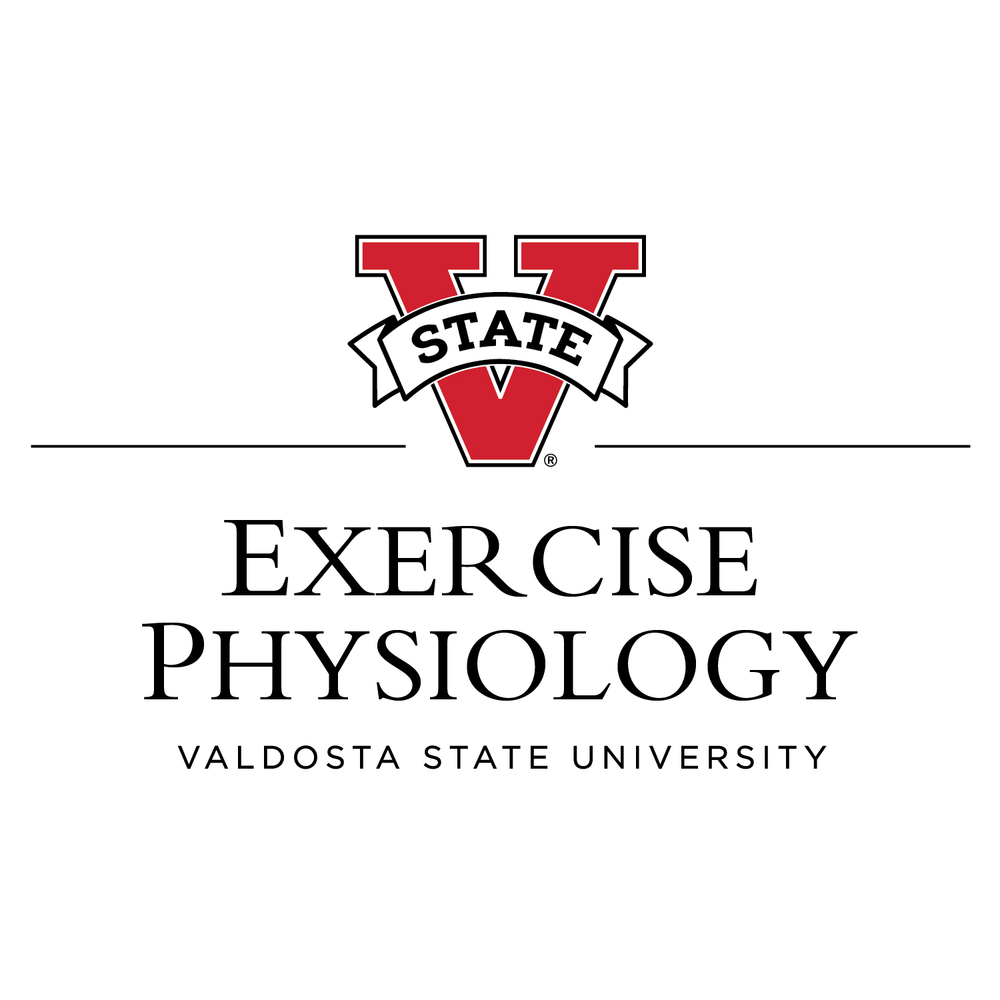 V
STATE
®
EXERCISE
PHYSIOLOGY
VALDOSTA STATE UNIVERSITY